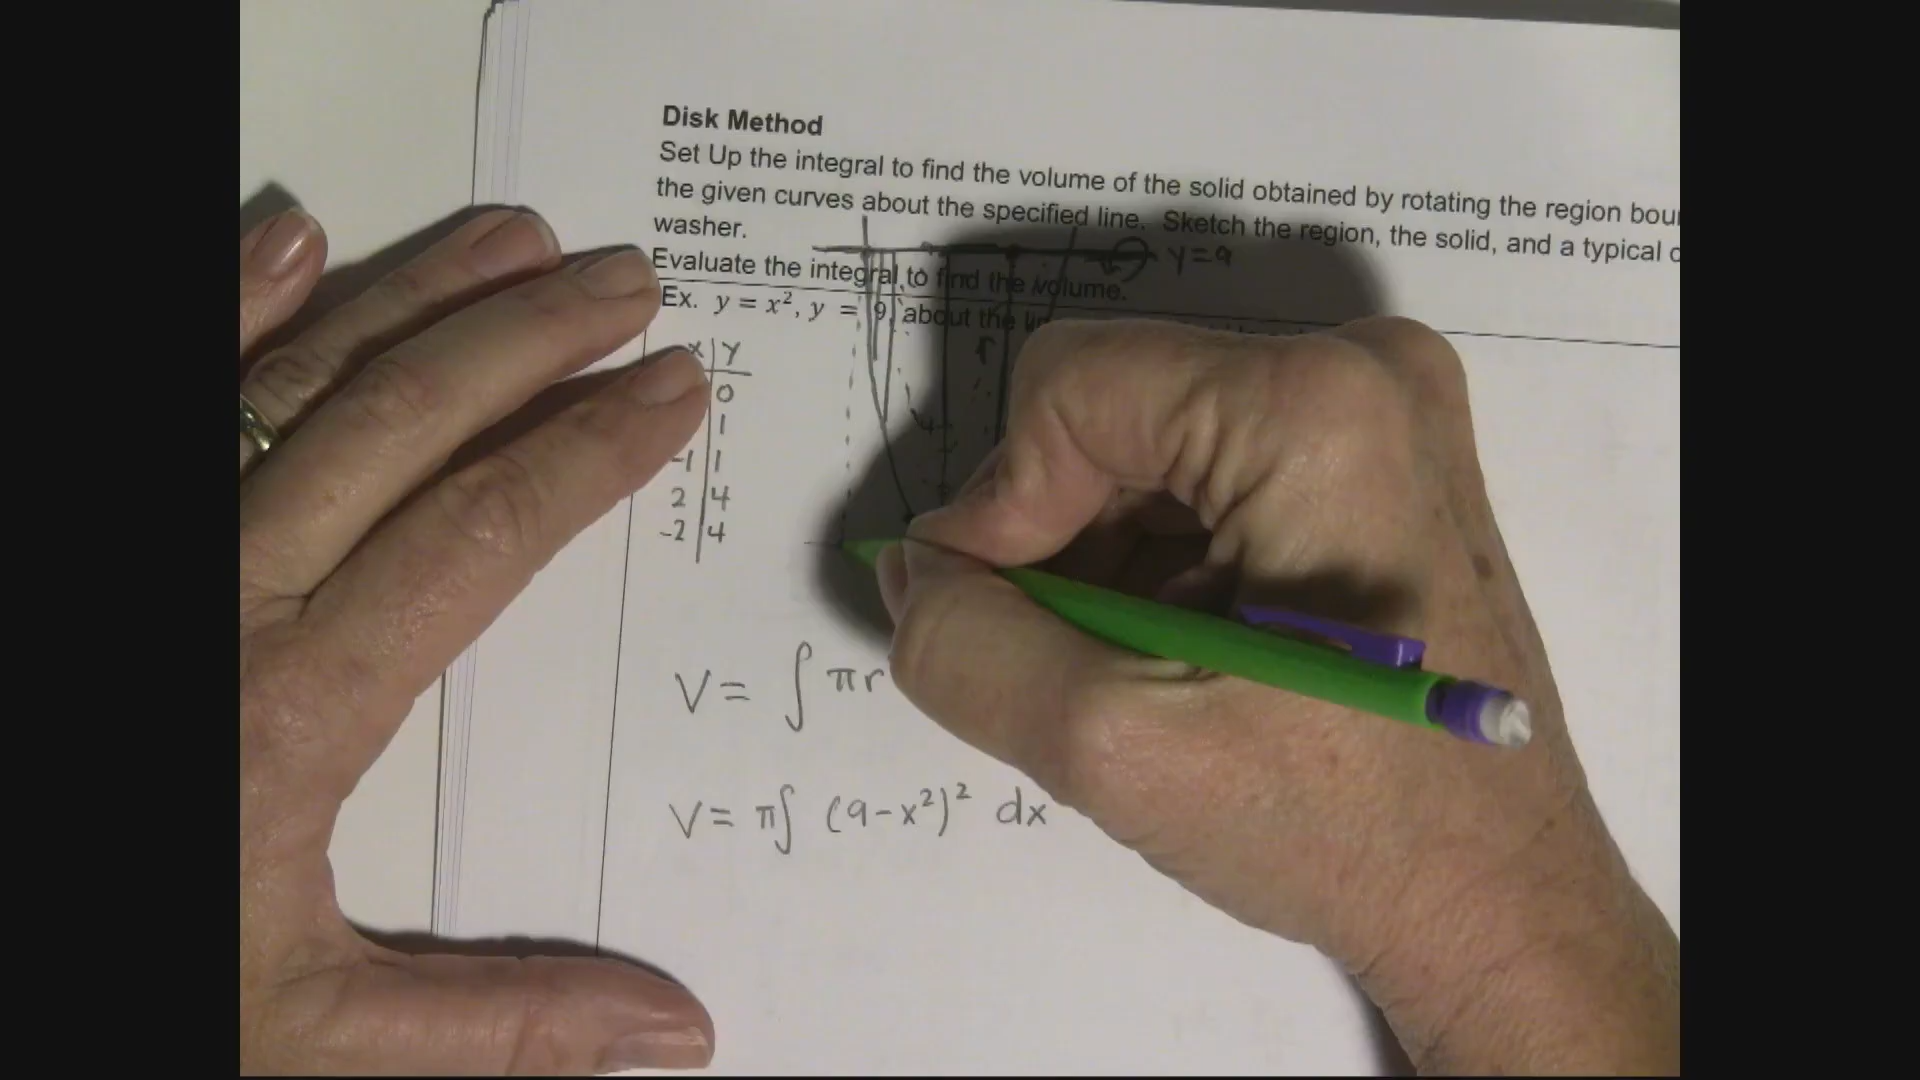 Disk Method
Set Up the integral to find the volume of the solid obtained by rotating the region
the given curves about the specified line. Sketch the region, the solid, and a typical
washer.
Evaluate the integral to find the volume.
y=9
Ex. y = x², y = 9, about the
x y
0
1
-1 1
2 4
-2 4
r
V = ∫ πr
V = π∫ (9-x²)² dx